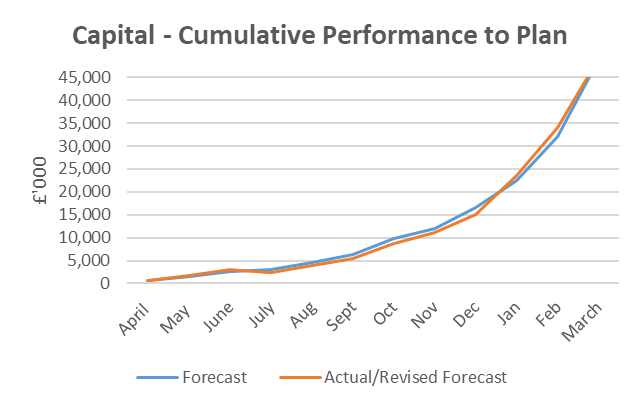 Capital - Cumulative Performance to Plan
45,000
40,000
35,000
30,000
25,000
20,000
15,000
10,000
5,000
0
£'000
April
May
June
July
Aug
Sept
Oct
Nov
Dec
Jan
Feb
March
Forecast
Actual/Revised Forecast